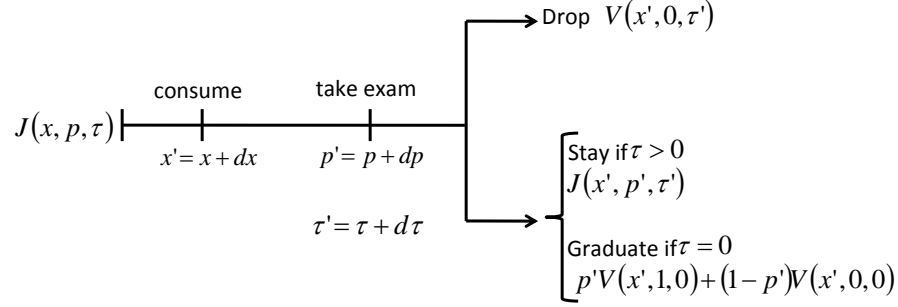 Drop V(x',0,τ')
consume
take exam
J(x, p,τ)
x'= x + dx
p'= p + dp
Stay if τ > 0
J(x', p',τ')
τ'= τ + dτ
Graduate if τ = 0
p'V(x',1,0)+(1− p')V(x',0,0)